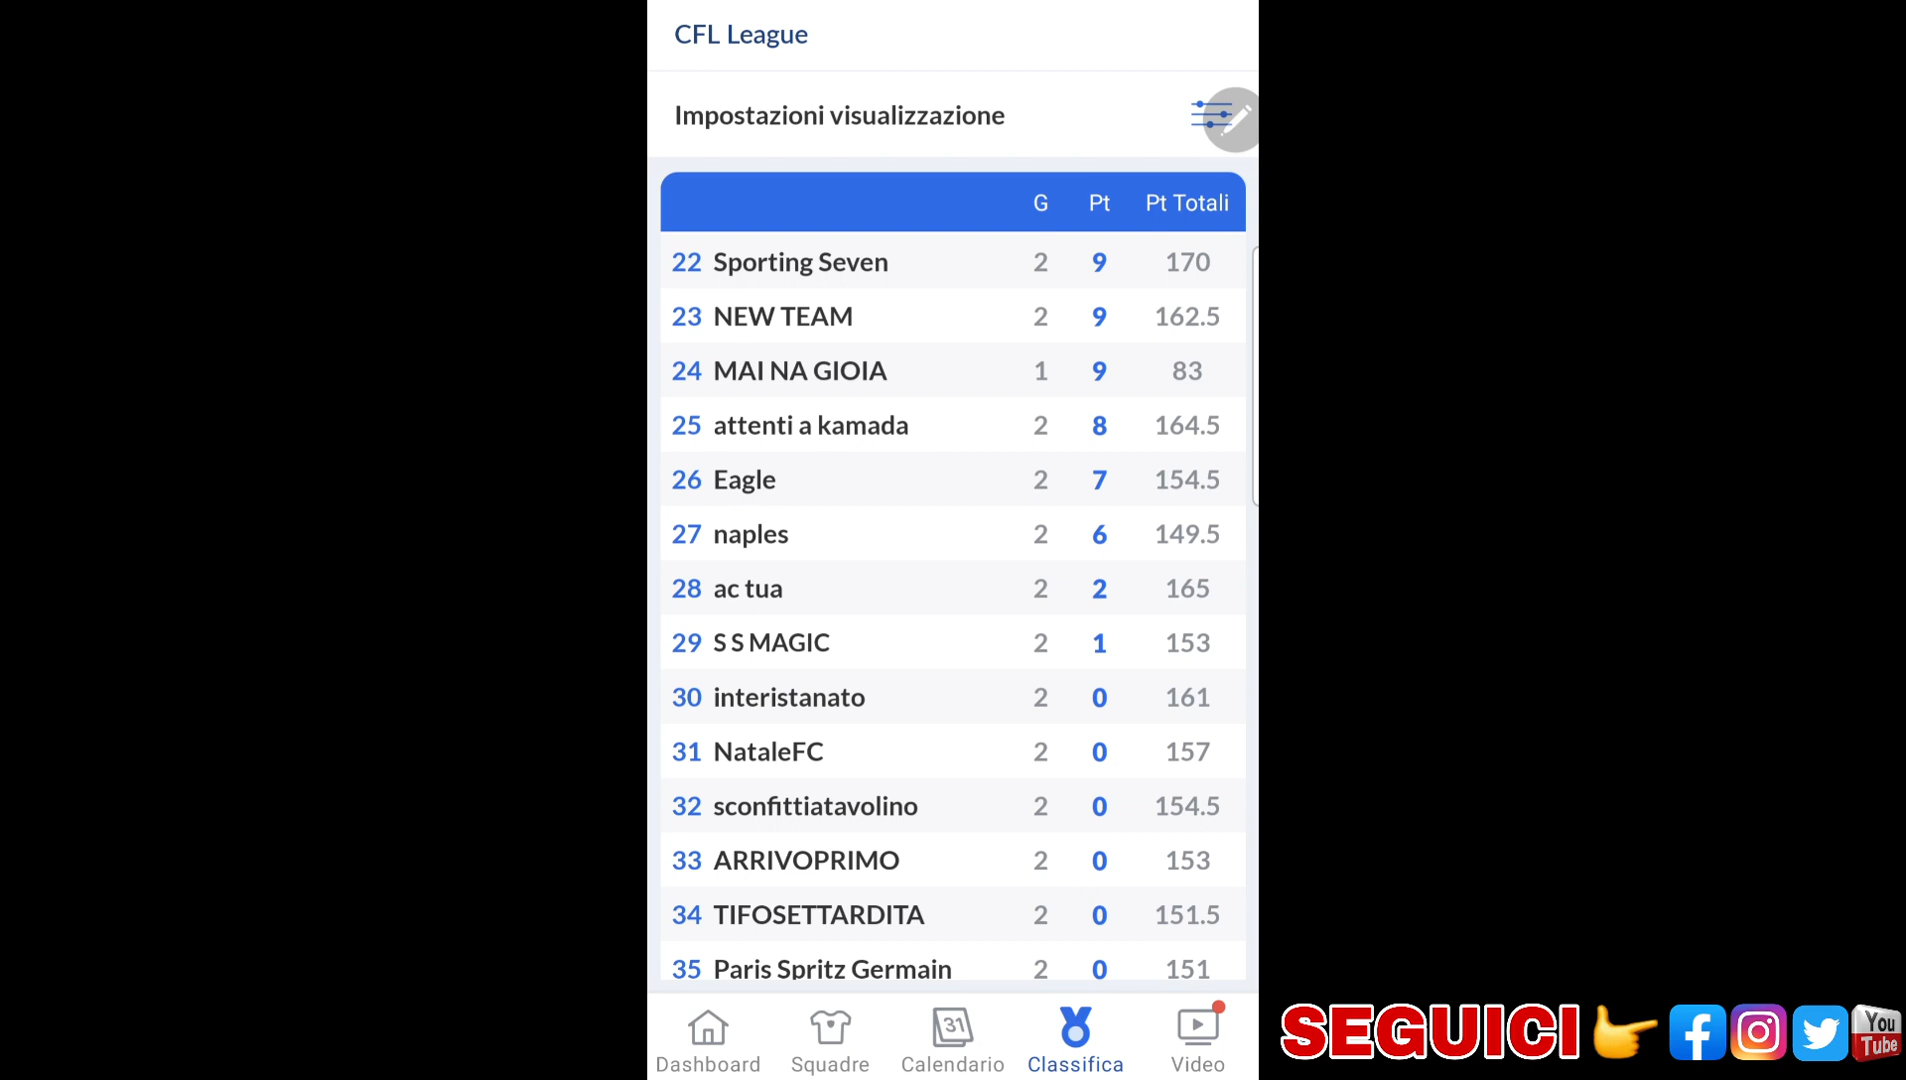 CFL League
Impostazioni visualizzazione
G Pt Pt Totali
22 Sporting Seven 2 9 170
23 NEW TEAM 2 9 162.5
24 MAI NA GIOIA 1 9 83
25 attenti a kamada 2 8 164.5
26 Eagle 2 7 154.5
27 naples 2 6 149.5
28 ac tua 2 2 165
29 S S MAGIC 2 1 153
30 interistanato 2 0 161
31 NataleFC 2 0 157
32 sconfittiatavolino 2 0 154.5
33 ARRIVOPRIMO 2 0 153
34 TIFOSETTARDITA 2 0 151.5
35 Paris Spritz Germain 2 0 151
31
Dashboard Squadre Calendario Classifica Video
SEGUICI
You
Tube